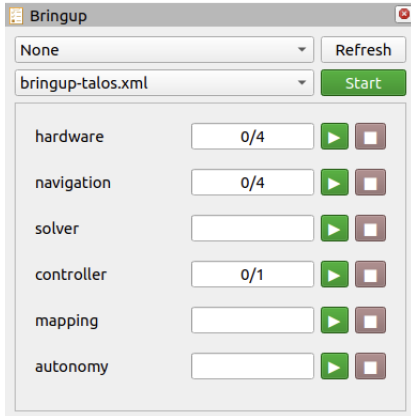 Bringup
None Refresh
bringup-talos.xml Start
hardware 0/4
navigation 0/4
solver
controller 0/1
mapping
autonomy